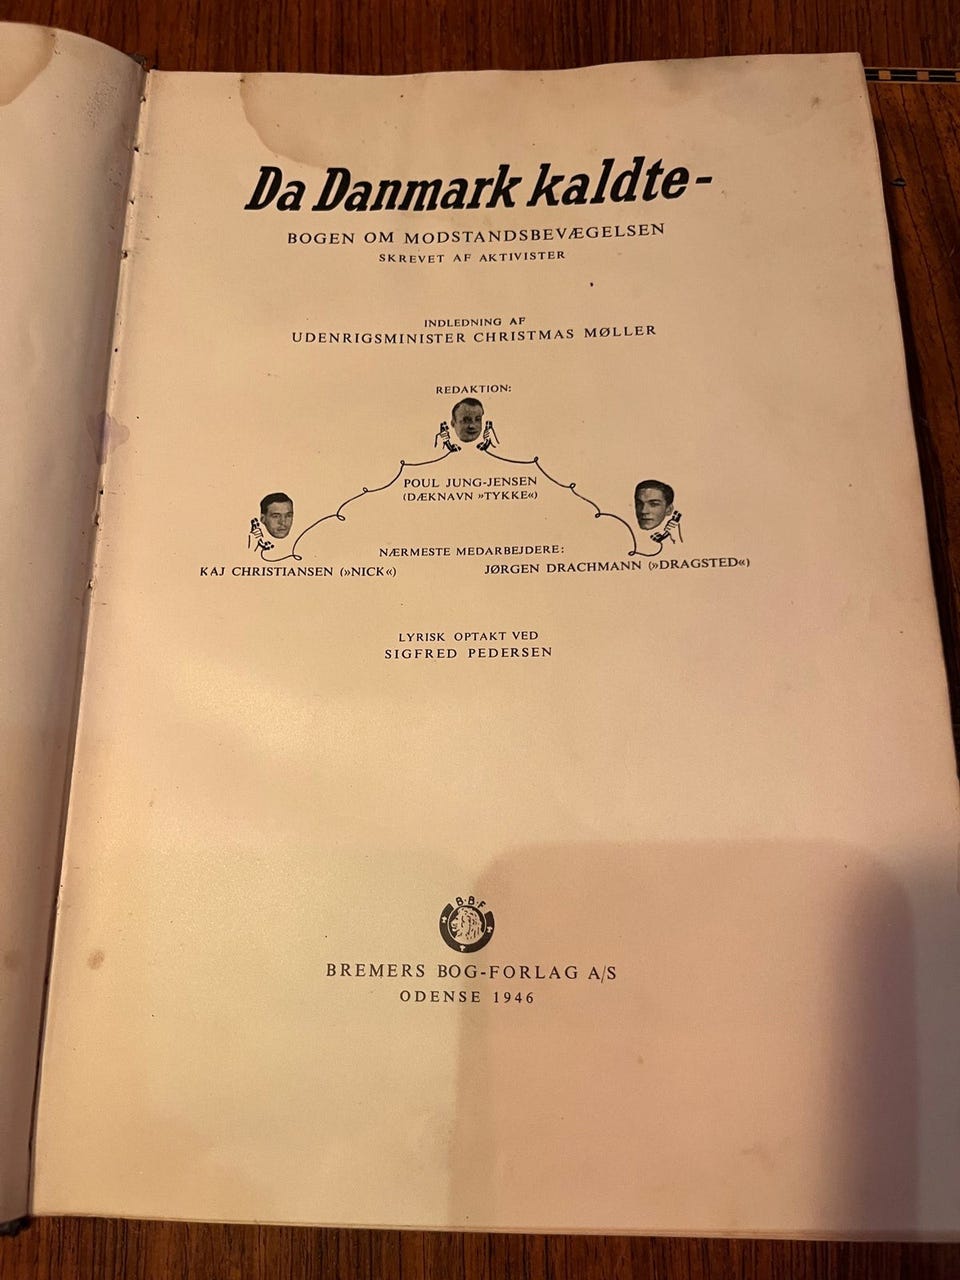 Da Danmark kaldte-
BOGEN OM MODSTANDSBEVÆGELSEN
SKREVET AF AKTIVISTER
INDLEDNING AF
UDENRIGSMINISTER CHRISTMAS MØLLER
REDAKTION:
POUL JUNG-JENSEN
(DÆKNAVN »TYKKE«)
NÆRMESTE MEDARBEJDERE:
KAJ CHRISTIANSEN (»NICK«)
JØRGEN DRACHMANN (»DRAGSTED«)
LYRISK OPTAKT VED
SIGFRED PEDERSEN
B·B·F
BREMERS BOG-FORLAG A/S
ODENSE 1946